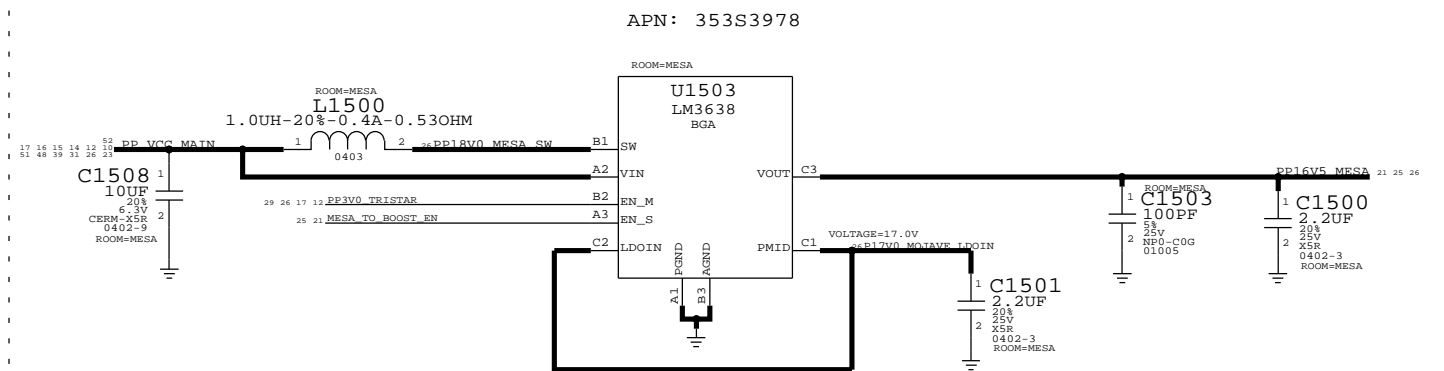 APN: 353S3978
ROOM=MESA
U1503
LM3638
BGA
ROOM=MESA
L1500
1.0UH-20%-0.4A-0.53OHM
1
2
0403
52
17 16 15 14 12 10
51 48 39 31 26 23
PP_VCC_MAIN
26 PP18V0_MESA_SW
B1
SW
A2
VIN
VOUT
C3
PP16V5_MESA
21 25 26
C1508
1
10UF
20%
6.3V
2
CERM-X5R
0402-9
ROOM=MESA
29 26 17 12
PP3V0_TRISTAR
B2
EN_M
25 21
MESA_TO_BOOST_EN
A3
EN_S
C2
LDOIN
PMID
C1
VOLTAGE=17.0V
26 P17V0_MOJAVE_LDOIN
PGND
AGND
A1
B3
ROOM=MESA
C1503
1
100PF
5%
25V
2
NP0-C0G
01005
C1500
1
2.2UF
20%
25V
2
X5R
0402-3
ROOM=MESA
C1501
1
2.2UF
20%
25V
2
X5R
0402-3
ROOM=MESA